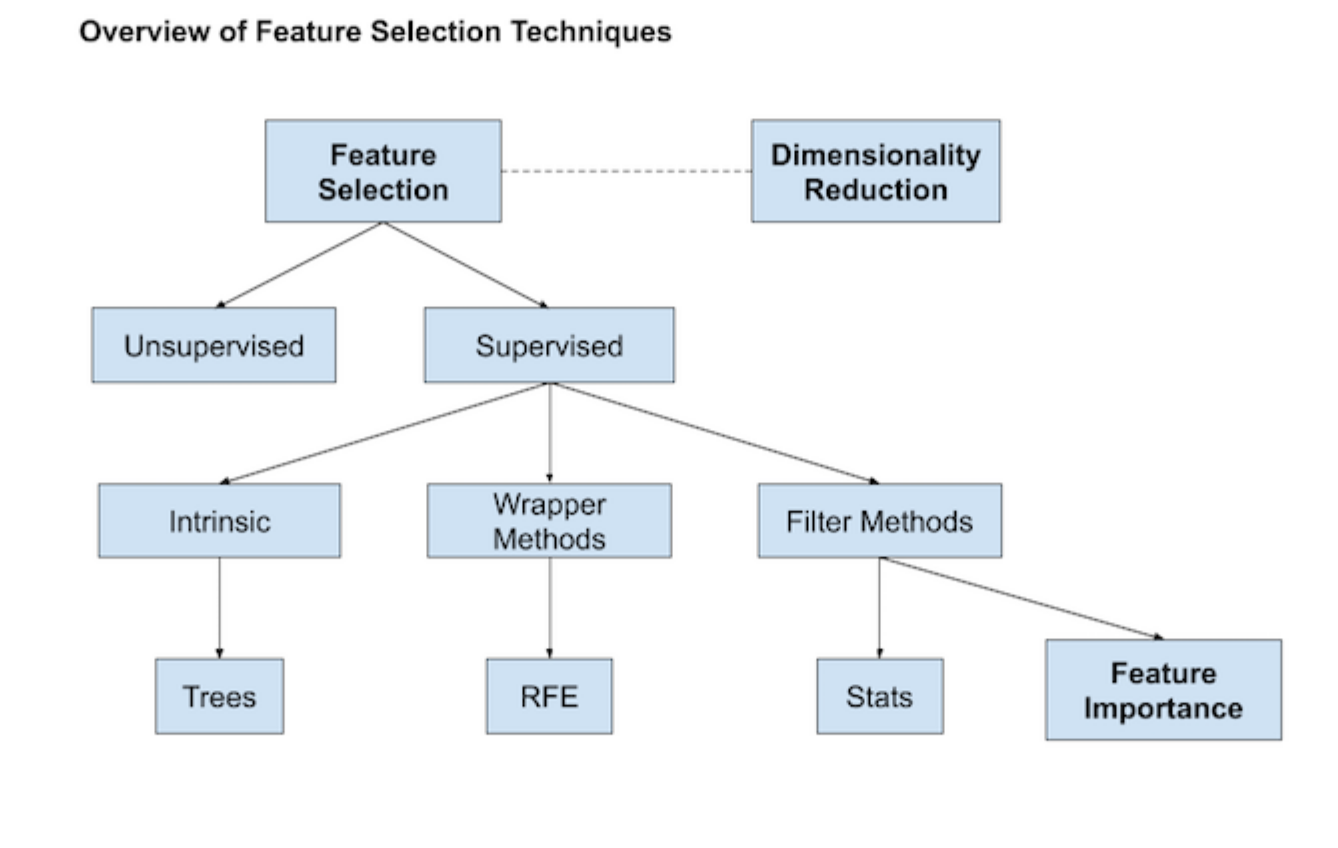 Overview of Feature Selection Techniques
Feature
Selection
Dimensionality
Reduction
Unsupervised
Supervised
Intrinsic
Wrapper
Methods
Filter Methods
Trees
RFE
Stats
Feature
Importance